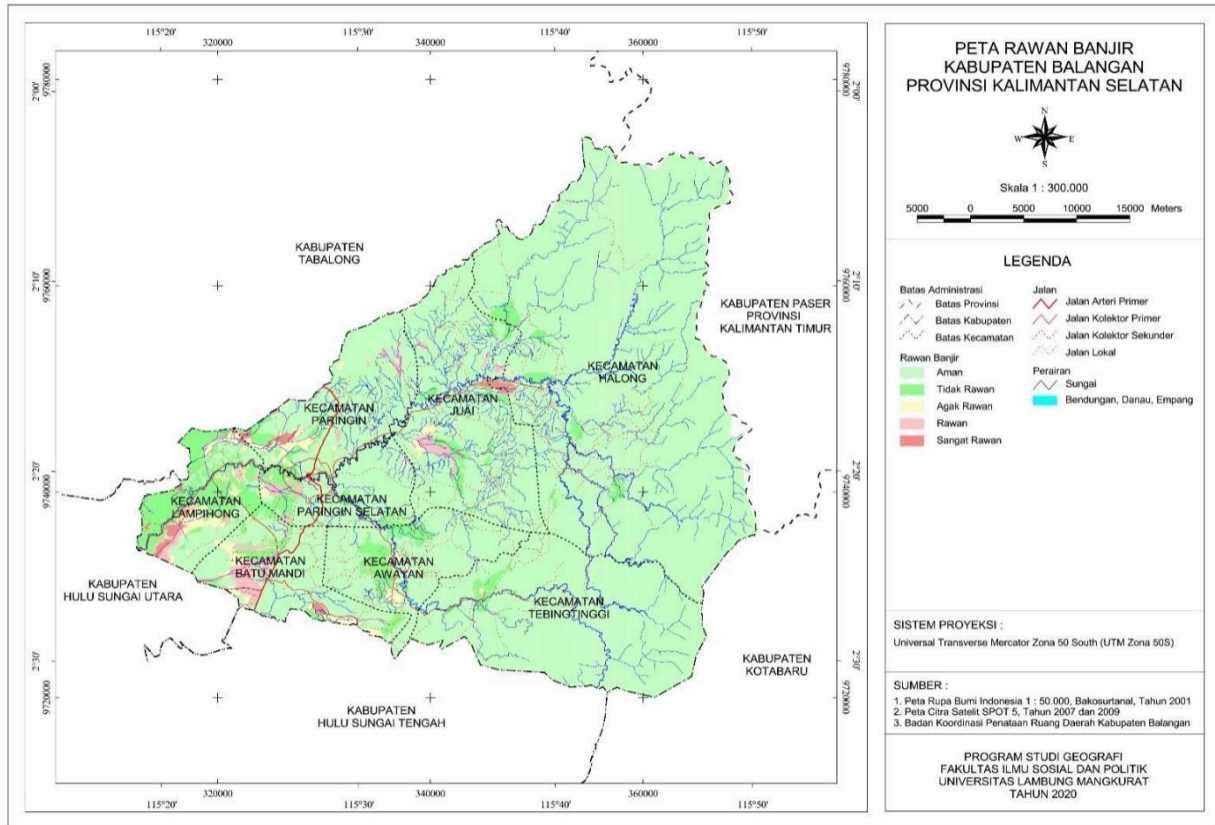 115°20'
115°30'
115°40'
115°50'
320000
340000
360000
2°00'
9780000
9780000
2°00'
KABUPATEN
TABALONG
2°10'
9760000
9760000
2°10'
KABUPATEN PASER
PROVINSI
KALIMANTAN TIMUR
KECAMATAN
HALONG
KECAMATAN
JUAI
KECAMATAN
PARINGIN
2°20'
9740000
9740000
2°20'
KECAMATAN
LAMPIHONG
KECAMATAN
PARINGIN SELATAN
KECAMATAN
BATU MANDI
KECAMATAN
AWAYAN
KABUPATEN
HULU SUNGAI UTARA
KECAMATAN
TEBINGTINGGI
2°30'
9720000
9720000
2°30'
KABUPATEN
KOTABARU
KABUPATEN
HULU SUNGAI TENGAH
320000
340000
360000
115°20'
115°30'
115°40'
115°50'
PETA RAWAN BANJIR
KABUPATEN BALANGAN
PROVINSI KALIMANTAN SELATAN
N
W E
S
Skala 1 : 300.000
5000 0 5000 10000 15000 Meters
LEGENDA
Batas Administrasi
Batas Provinsi
Batas Kabupaten
Batas Kecamatan
Rawan Banjir
Aman
Tidak Rawan
Agak Rawan
Rawan
Sangat Rawan
Jalan
Jalan Arteri Primer
Jalan Kolektor Primer
Jalan Kolektor Sekunder
Jalan Lokal
Perairan
Sungai
Bendungan, Danau, Empang
SISTEM PROYEKSI :
Universal Transverse Mercator Zona 50 South (UTM Zona 50S)
SUMBER :
1. Peta Rupa Bumi Indonesia 1 : 50.000, Bakosurtanal, Tahun 2001
2. Peta Citra Satelit SPOT 5, Tahun 2007 dan 2009
3. Badan Koordinasi Penataan Ruang Daerah Kabupaten Balangan
PROGRAM STUDI GEOGRAFI
FAKULTAS ILMU SOSIAL DAN POLITIK
UNIVERSITAS LAMBUNG MANGKURAT
TAHUN 2020